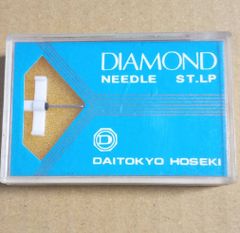 DIAMOND
NEEDLE ST.LP
D
DAITOKYO HOSEKI